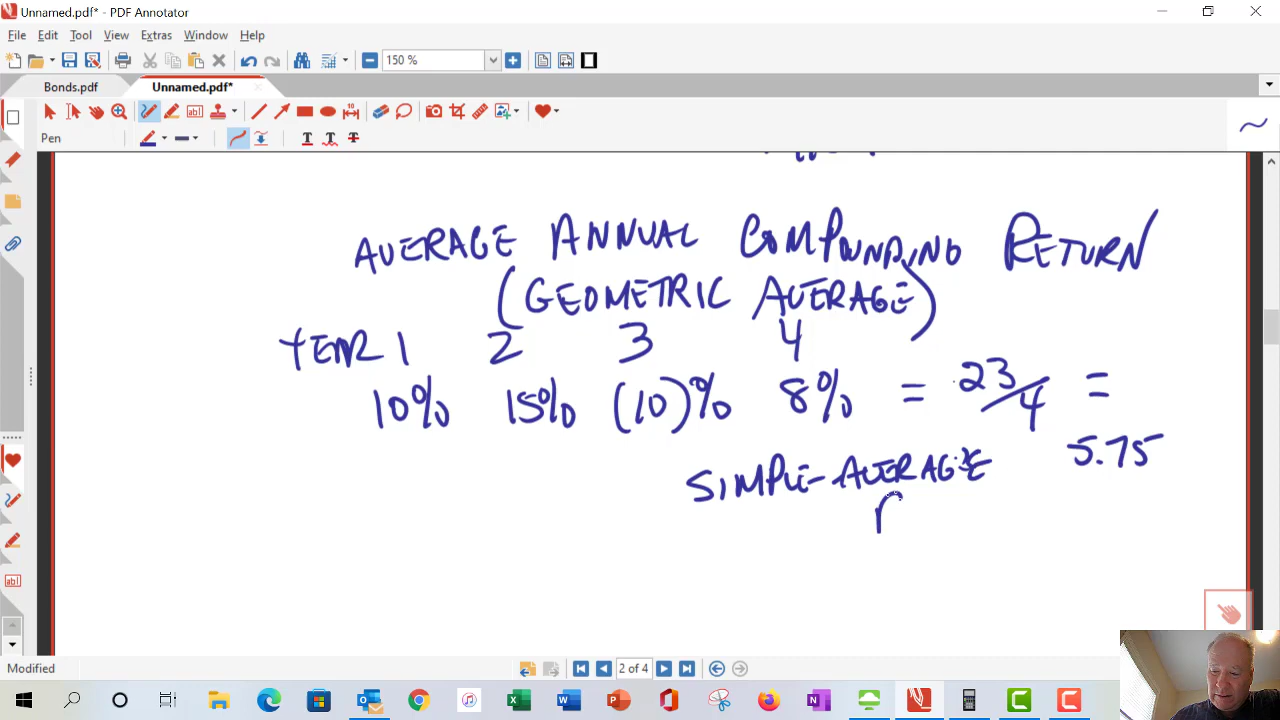 Unnamed.pdf* - PDF Annotator
File Edit Tool View Extras Window Help
150 %
Bonds.pdf Unnamed.pdf*
Pen
AVERAGE ANNUAL COMPOUNDING RETURN
(GEOMETRIC AVERAGE)
YEAR 1 2 3 4
10% 15% (10)% 8% = 23/4 =
5.75
SIMPLE-AVERAGE
Modified
2 of 4